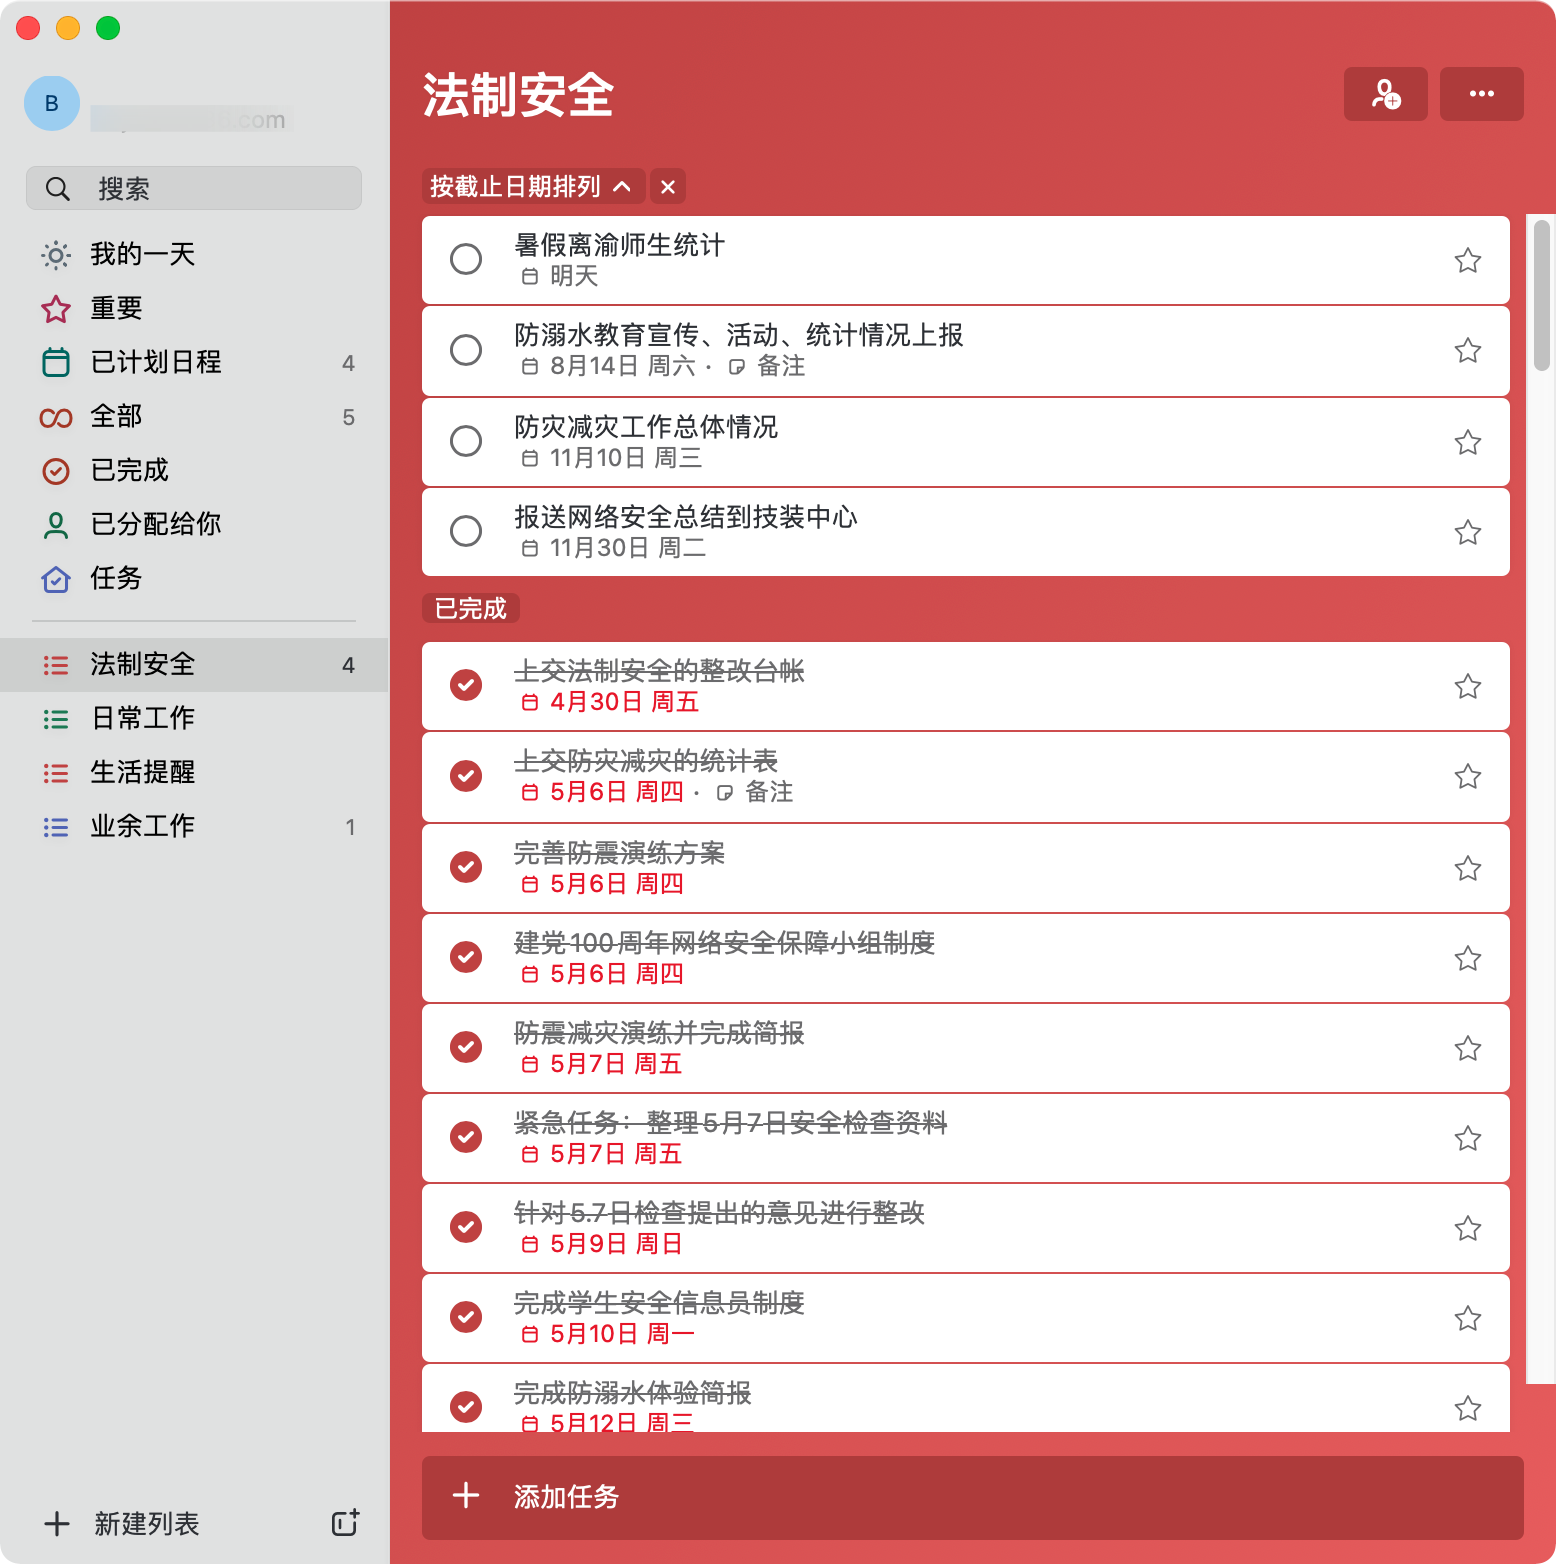 B
.com
搜索
我的一天
重要
已计划日程 4
全部 5
已完成
已分配给你
任务
法制安全 4
日常工作
生活提醒
业余工作 1
新建列表
法制安全
按截止日期排列
暑假离渝师生统计
明天
防溺水教育宣传、活动、统计情况上报
8月14日 周六 · 备注
防灾减灾工作总体情况
11月10日 周三
报送网络安全总结到技装中心
11月30日 周二
已完成
上交法制安全的整改台帐
4月30日 周五
上交防灾减灾的统计表
5月6日 周四 · 备注
完善防震演练方案
5月6日 周四
建党100周年网络安全保障小组制度
5月6日 周四
防震减灾演练并完成简报
5月7日 周五
紧急任务：整理5月7日安全检查资料
5月7日 周五
针对5.7日检查提出的意见进行整改
5月9日 周日
完成学生安全信息员制度
5月10日 周一
完成防溺水体验简报
5月12日 周三
添加任务